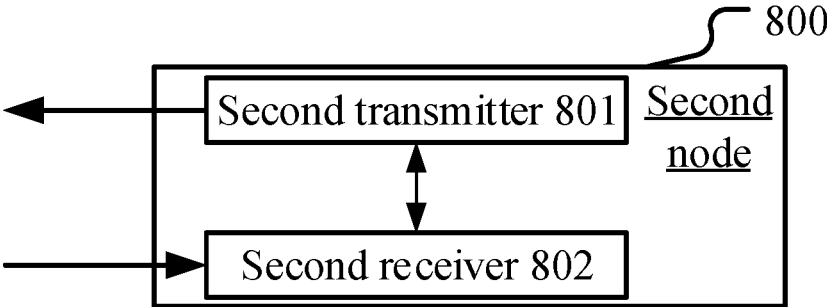 800
Second transmitter 801
Second
node
Second receiver 802